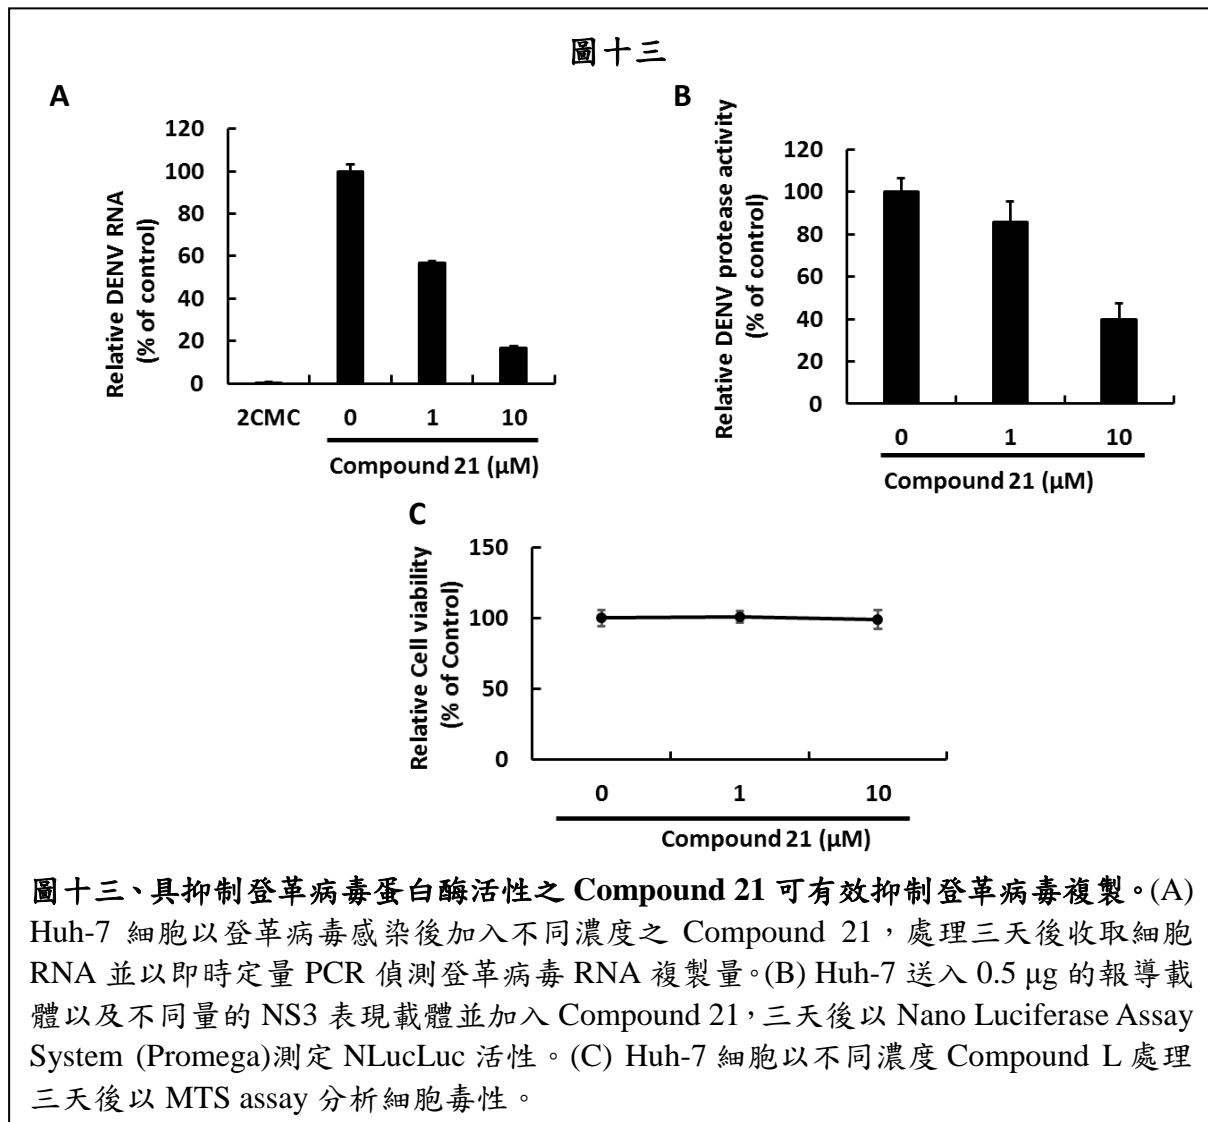 圖十三
A
120
100
80
60
40
20
0
Relative DENV RNA
(% of control)
2CMC 0 1 10
Compound 21 (μM)
B
120
100
80
60
40
20
0
Relative DENV protease activity
(% of control)
0 1 10
Compound 21 (μM)
C
150
100
50
0
Relative Cell viability
(% of Control)
0 1 10
Compound 21 (μM)
圖十三、具抑制登革病毒蛋白酶活性之 Compound 21 可有效抑制登革病毒複製。(A)
Huh-7 細胞以登革病毒感染後加入不同濃度之 Compound 21，處理三天後收取細胞
RNA 並以即時定量 PCR 偵測登革病毒 RNA 複製量。(B) Huh-7 送入 0.5 μg 的報導載
體以及不同量的 NS3 表現載體並加入 Compound 21，三天後以 Nano Luciferase Assay
System (Promega)測定 NLucLuc 活性。(C) Huh-7 細胞以不同濃度 Compound L 處理
三天後以 MTS assay 分析細胞毒性。